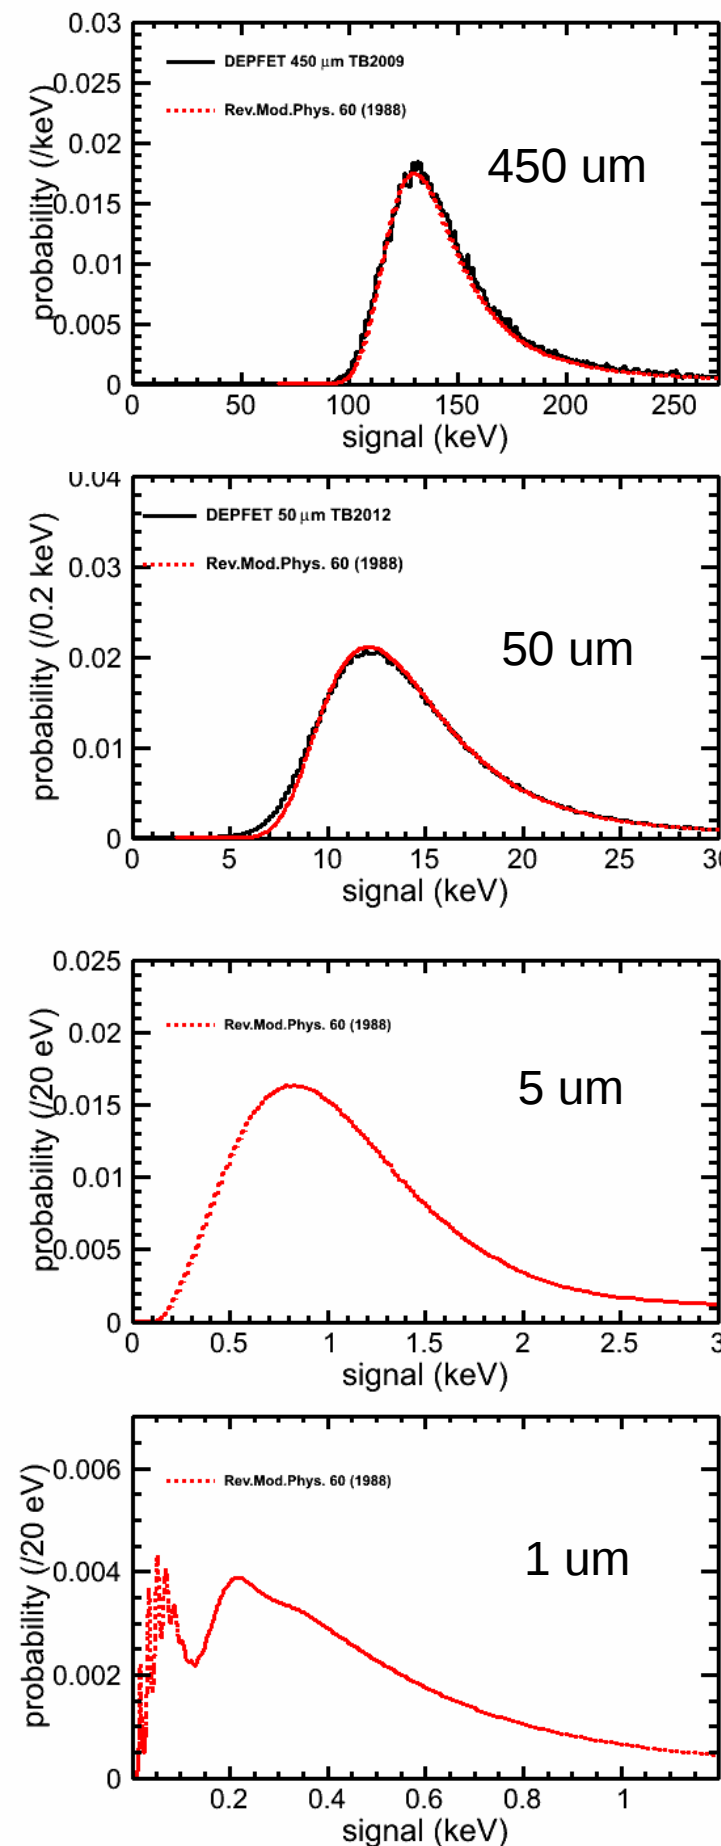 0.03
DEPFET 450 μm TB2009
0.025
Rev.Mod.Phys. 60 (1988)
0.02
450 um
0.015
0.01
0.005
0
probability (/keV)
0 50 100 150 200 250
signal (keV)
0.04
DEPFET 50 μm TB2012
Rev.Mod.Phys. 60 (1988)
0.03
50 um
0.02
0.01
0
probability (/0.2 keV)
0 5 10 15 20 25 30
signal (keV)
0.025
Rev.Mod.Phys. 60 (1988)
0.02
5 um
0.015
0.01
0.005
0
probability (/20 eV)
0 0.5 1 1.5 2 2.5 3
signal (keV)
Rev.Mod.Phys. 60 (1988)
0.006
1 um
0.004
0.002
0
probability (/20 eV)
0.2 0.4 0.6 0.8 1
signal (keV)